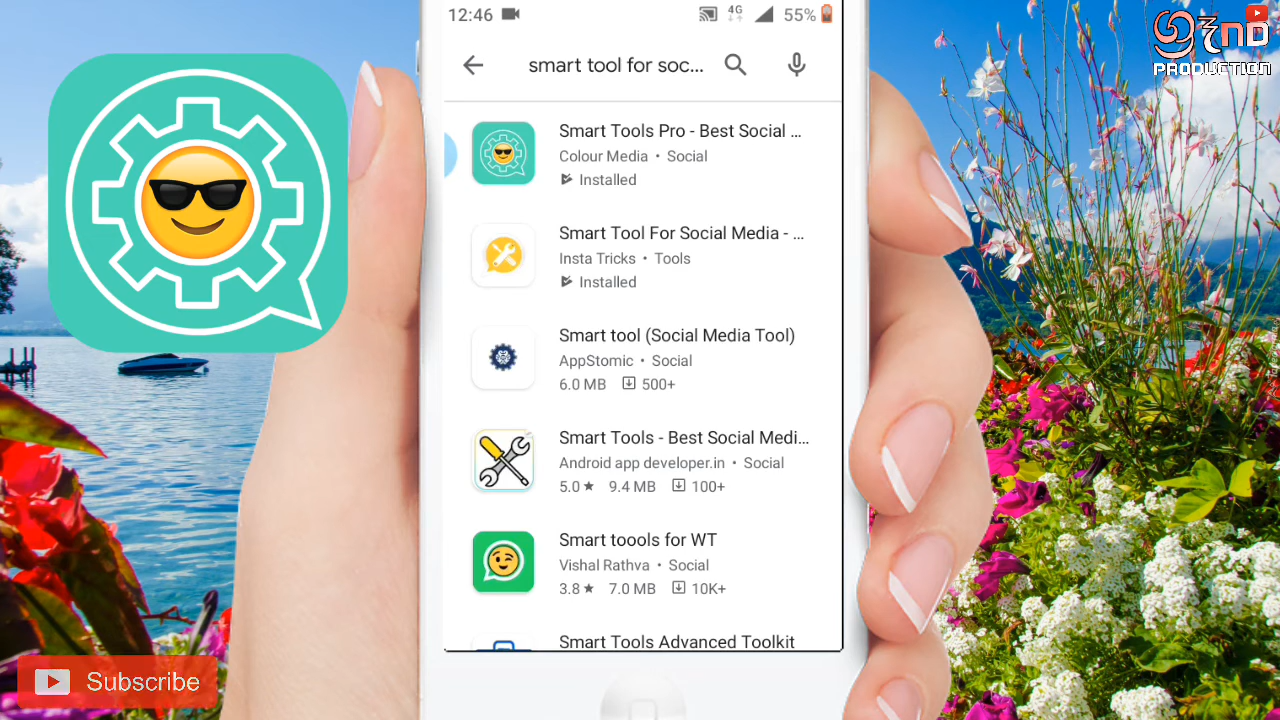 12:46
4G
55%
smart tool for soc...
Smart Tools Pro - Best Social ...
Colour Media • Social
Installed
Smart Tool For Social Media - ...
Insta Tricks • Tools
Installed
Smart tool (Social Media Tool)
AppStomic • Social
6.0 MB 500+
Smart Tools - Best Social Medi...
Android app developer.in • Social
5.0 ★ 9.4 MB 100+
Smart toools for WT
Vishal Rathva • Social
3.8 ★ 7.0 MB 10K+
Smart Tools Advanced Toolkit
PRODUCTION
Subscribe